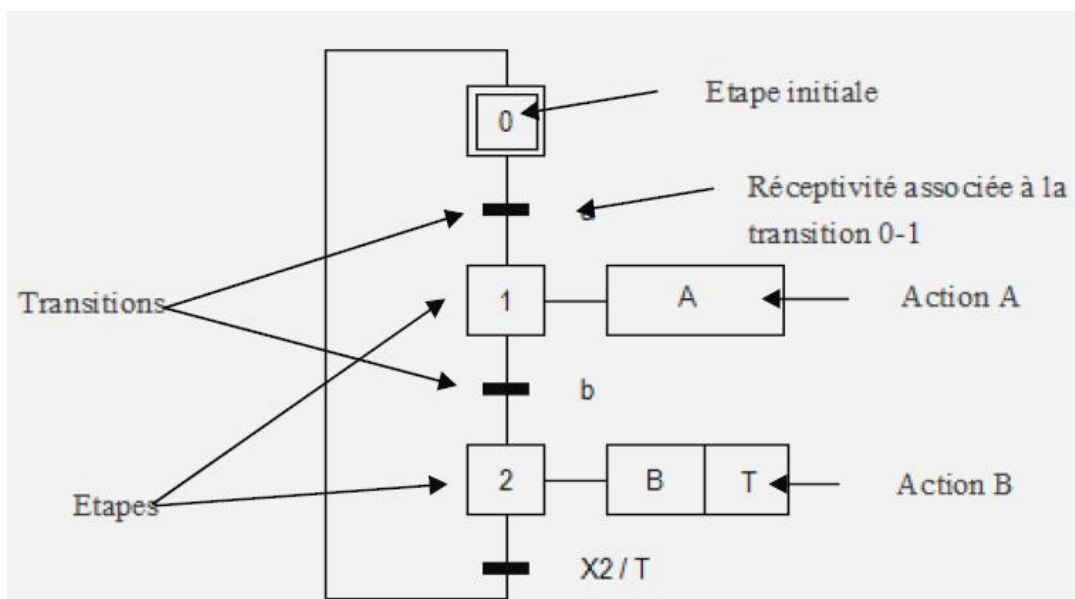 Etape initiale
0
Réceptivité associée à la
transition 0-1
Transitions
1
A
Action A
b
2
B
T
Action B
Etapes
X2 / T